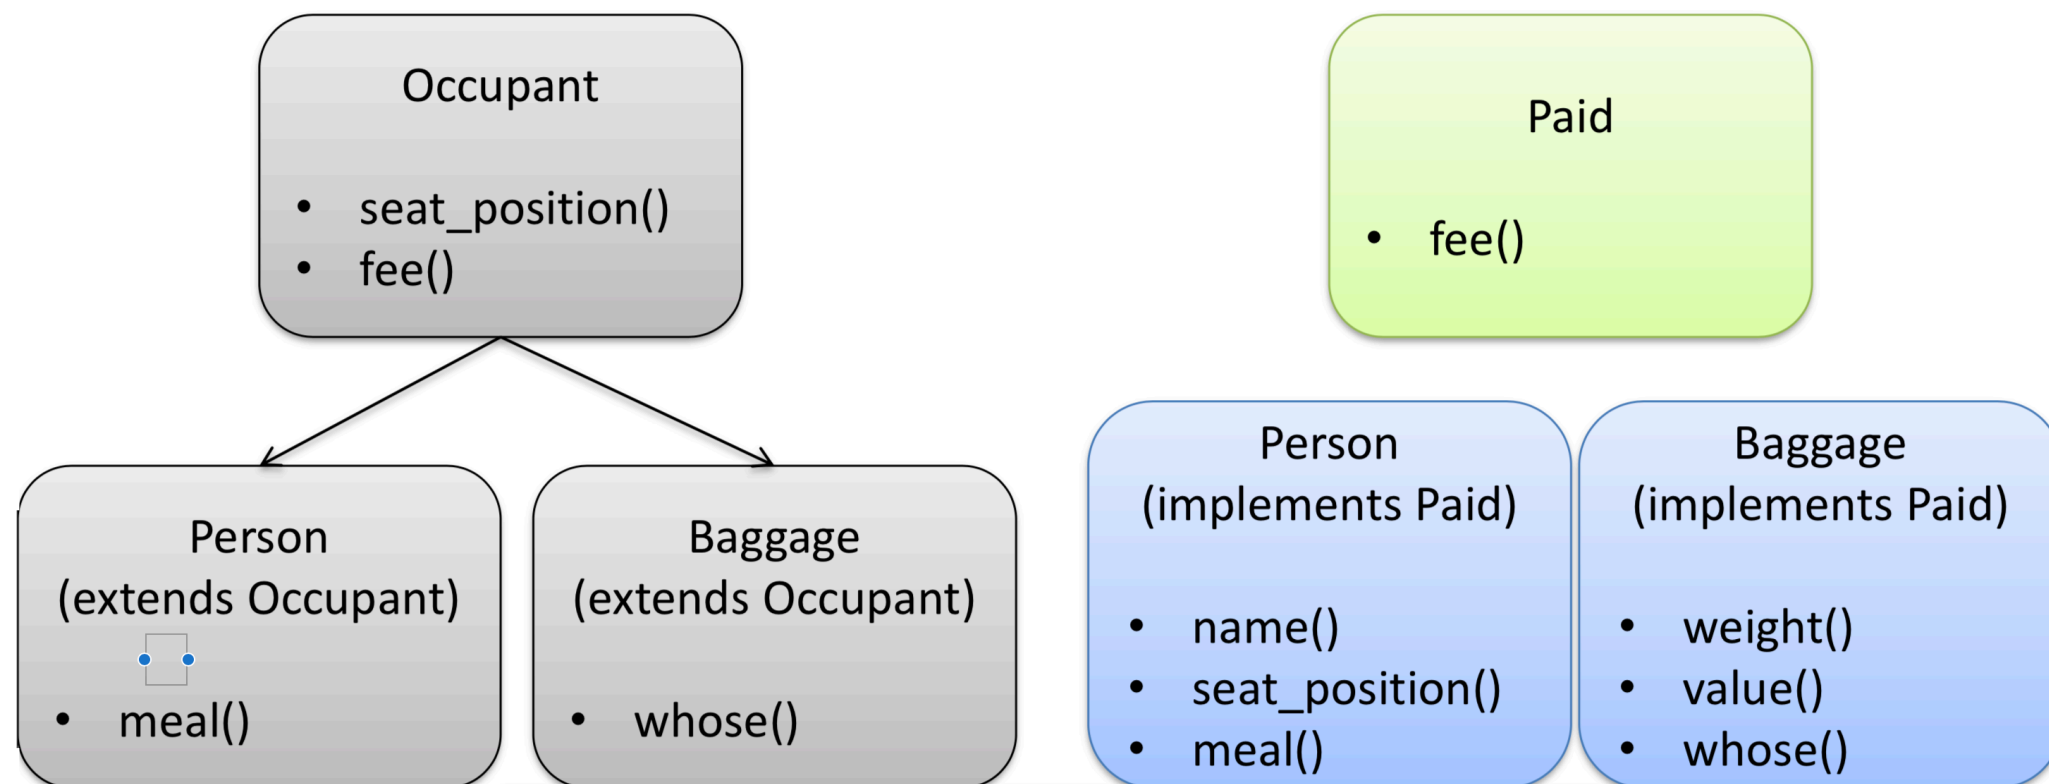 Occupant
• seat_position()
• fee()
Person
(extends Occupant)
• meal()
Baggage
(extends Occupant)
• whose()
Paid
• fee()
Person
(implements Paid)
• name()
• seat_position()
• meal()
Baggage
(implements Paid)
• weight()
• value()
• whose()